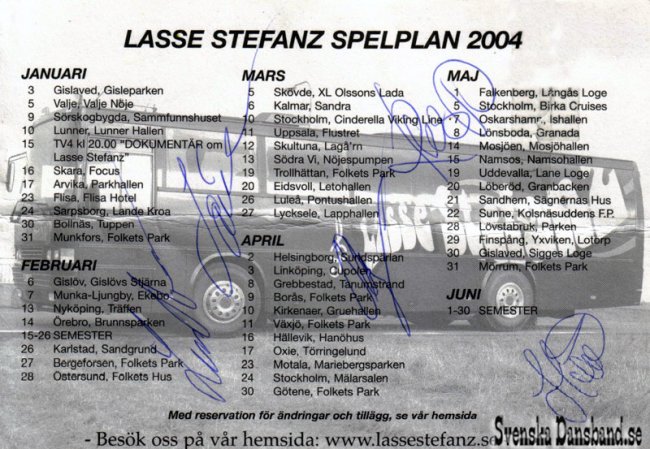 LASSE STEFANZ SPELPLAN 2004
JANUARI
3 Gislaved, Gisleparken
5 Valje, Valje Nöje
9 Sörskogbygda, Sammfunnshuset
10 Lunner, Lunner Hallen
15 TV4 kl 20.00 "DOKUMENTÄR om
Lasse Stefanz"
16 Skara, Focus
17 Arvika, Parkhallen
23 Flisa, Flisa Hotel
24 Sarpsborg, Lande Kroa
30 Bollnäs, Tuppen
31 Munkfors, Folkets Park
FEBRUARI
6 Gislöv, Gislövs Stjärna
7 Munka-Ljungby, Ekebo
13 Nyköping, Träffen
14 Örebro, Brunnsparken
15-26 SEMESTER
26 Karlstad, Sandgrund
27 Bergeforsen, Folkets Park
28 Östersund, Folkets Hus
MARS
5 Skövde, XL Olssons Lada
6 Kalmar, Sandra
10 Stockholm, Cinderella Viking Line
11 Uppsala, Flustret
12 Skultuna, Lagå'rn
13 Södra Vi, Nöjespumpen
19 Trollhättan, Folkets Park
20 Eidsvoll, Letohallen
26 Luleå, Pontushallen
27 Lycksele, Lapphallen
APRIL
2 Helsingborg, Sundspärlan
3 Linköping, Cupolen
8 Grebbestad, Tanumstrand
9 Borås, Folkets Park
10 Kirkenaer, Gruehallen
11 Växjö, Folkets Park
16 Hällevik, Hanöhus
17 Oxie, Törringelund
23 Motala, Mariebergsparken
24 Stockholm, Mälarsalen
30 Götene, Folkets Park
MAJ
1 Falkenberg, Långås Loge
5 Stockholm, Birka Cruises
7 Oskarshamn, Ishallen
8 Lönsboda, Granada
14 Mosjöen, Mosjöhallen
15 Namsos, Namsohallen
19 Uddevalla, Lane Loge
20 Löberöd, Granbacken
21 Sandhem, Sagnernas Hus
22 Sunne, Kolsnäsuddens F.P.
28 Lövstabruk, Parken
29 Finspång, Yxviken, Lotorp
30 Gislaved, Sigges Loge
31 Mörrum, Folkets Park
JUNI
1-30 SEMESTER
Med reservation för ändringar och tillägg, se vår hemsida
- Besök oss på vår hemsida: www.lassestefanz.se
Svenska Dansband.se